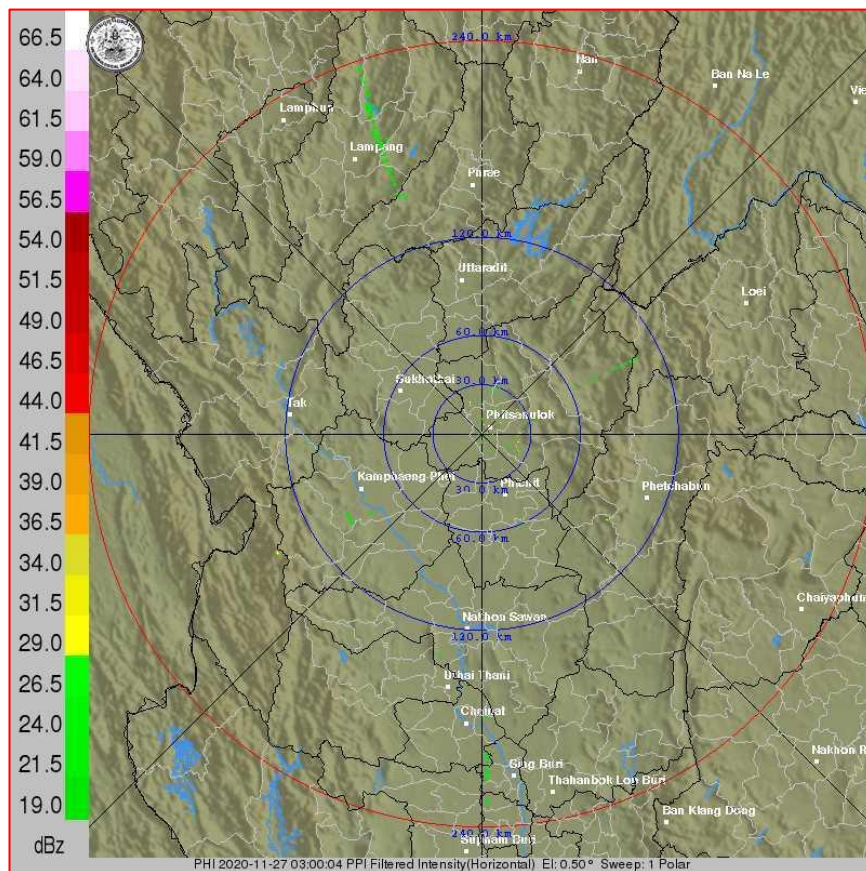 66.5
64.0
61.5
59.0
56.5
54.0
51.5
49.0
46.5
44.0
41.5
39.0
36.5
34.0
31.5
29.0
26.5
24.0
21.5
19.0
dBz
240.0 km
Nan
Ban Na Le
Vie
Lamphun
Lampang
Phrae
120.0 km
Uttaradit
Loei
60.0 km
30.0 km
Sukhothai
Tak
Phitsanulok
Kamphaeng Phet
Phichit
30.0 km
Phetchabun
60.0 km
Chaiyaphum
Nakhon Sawan
120.0 km
Uthai Thani
Chainat
Sing Buri
Nakhon R
Thahanbok Lop Buri
Ban Klang Dong
240.0 km
Suphan Buri
PHI 2020-11-27 03:00:04 PPI Filtered Intensity(Horizontal) El: 0.50° Sweep: 1 Polar